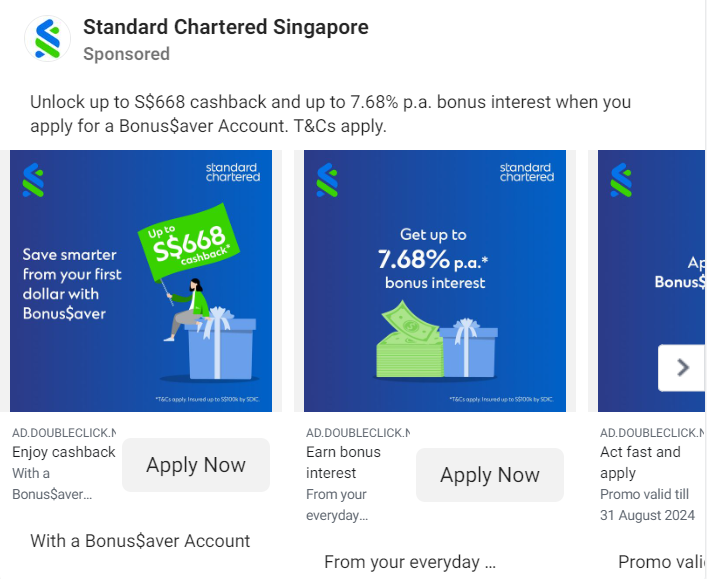 Standard Chartered Singapore
Sponsored
Unlock up to S$668 cashback and up to 7.68% p.a. bonus interest when you
apply for a Bonus$aver Account. T&Cs apply.
standard
chartered
Up to
S$668
cashback*
Save smarter
from your first
dollar with
Bonus$aver
*T&Cs apply. Insured up to S$100k by SDIC.
standard
chartered
Get up to
7.68% p.a.*
bonus interest
*T&Cs apply. Insured up to S$100k by SDIC.
Ap
Bonus$
AD.DOUBLECLICK.N
Enjoy cashback
With a
Bonus$aver...
Apply Now
With a Bonus$aver Account
AD.DOUBLECLICK.N
Earn bonus
interest
From your
everyday...
Apply Now
From your everyday ...
AD.DOUBLECLICK.N
Act fast and
apply
Promo valid till
31 August 2024
Promo vali